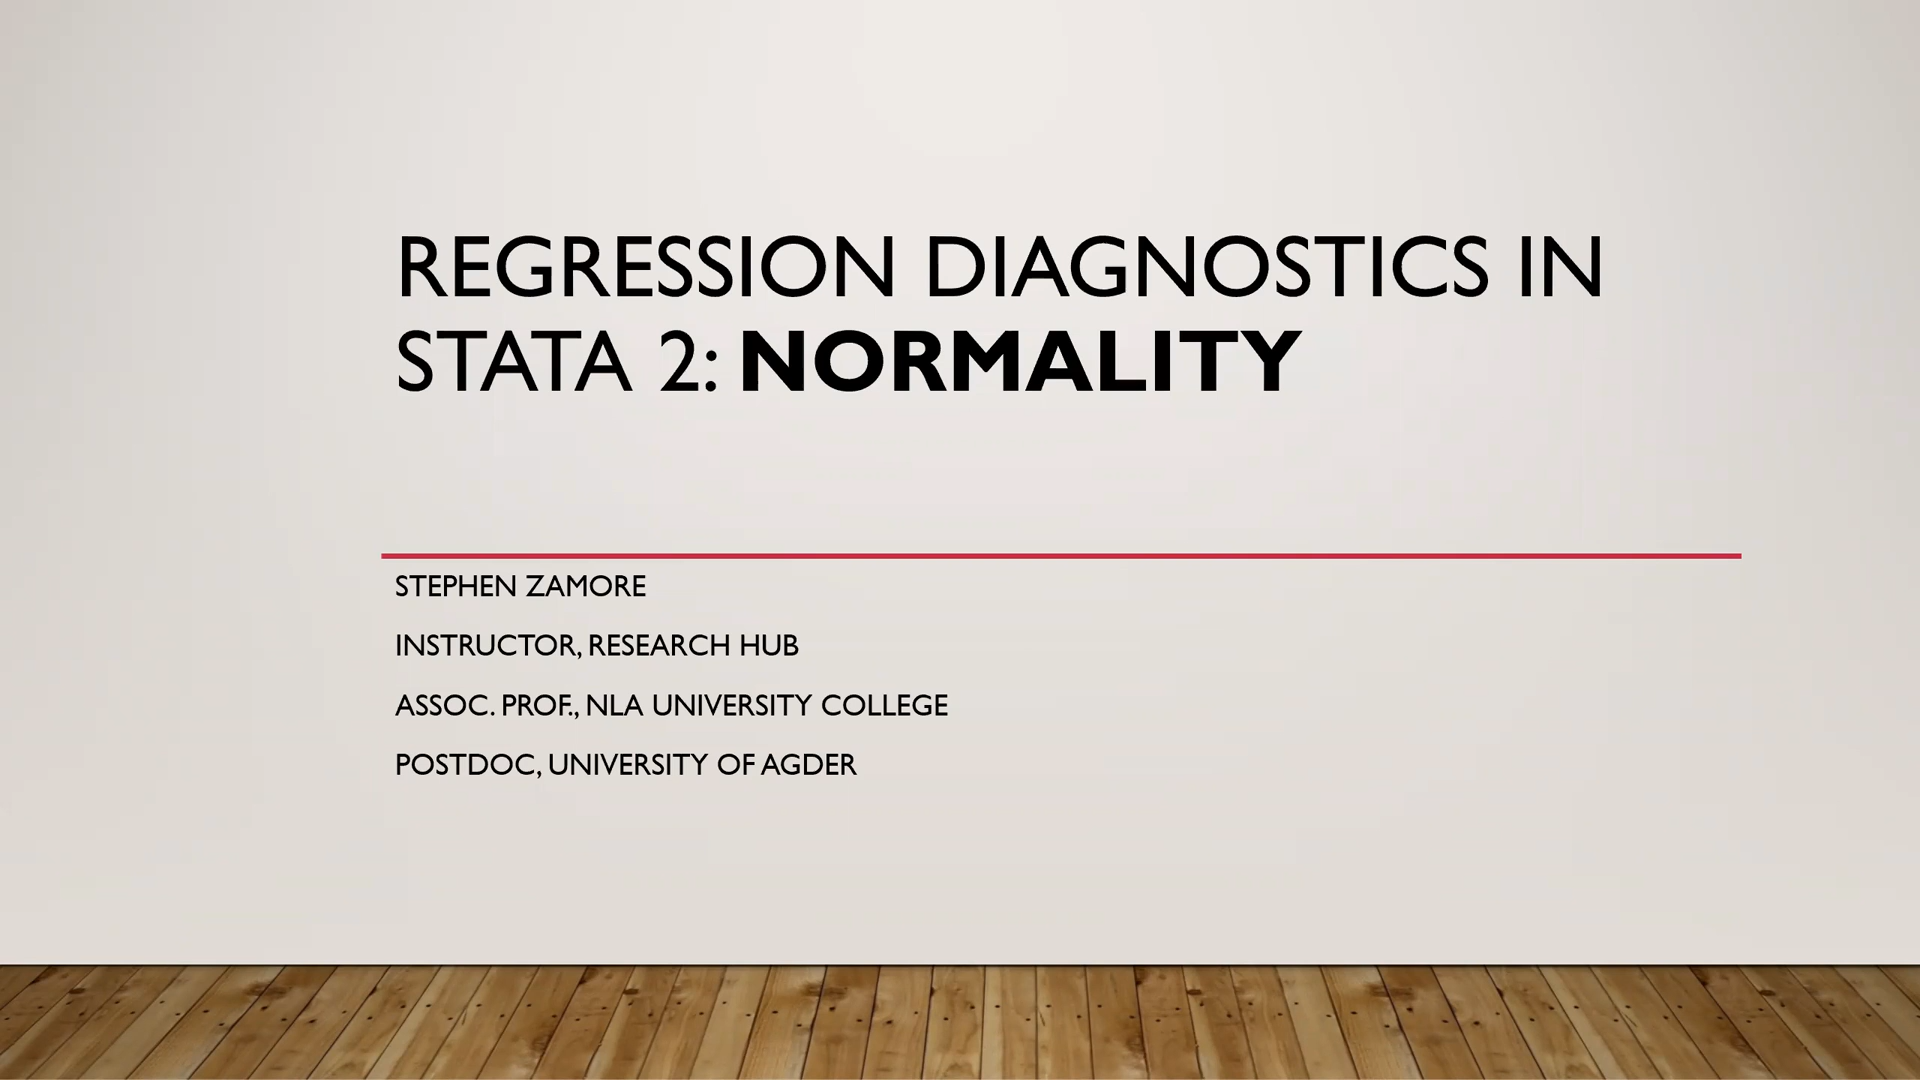 REGRESSION DIAGNOSTICS IN
STATA 2: NORMALITY
STEPHEN ZAMORE
INSTRUCTOR, RESEARCH HUB
ASSOC. PROF., NLA UNIVERSITY COLLEGE
POSTDOC, UNIVERSITY OF AGDER